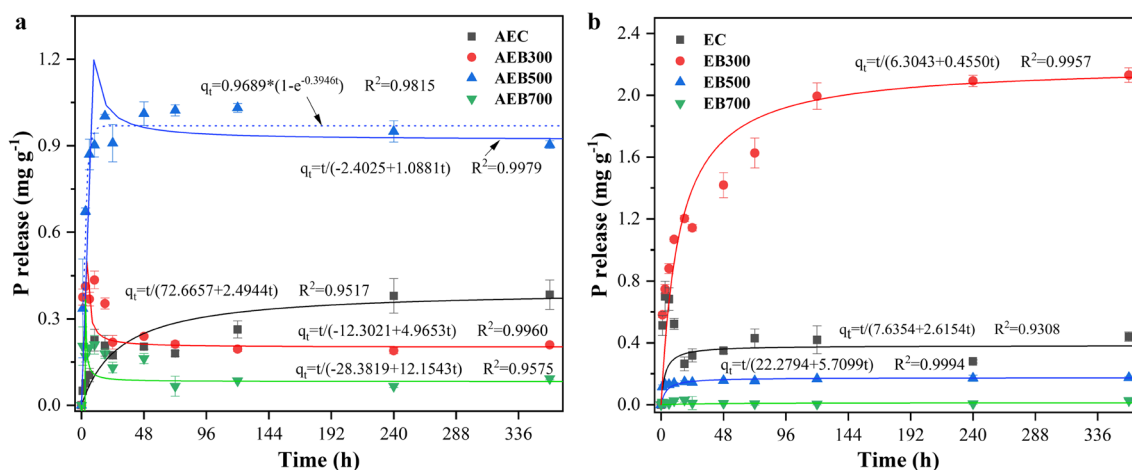 a
AEC
AEB300
AEB500
AEB700
qt=0.9689*(1-e^-0.3946t) R²=0.9815
qt=t/(-2.4025+1.0881t) R²=0.9979
qt=t/(72.6657+2.4944t) R²=0.9517
qt=t/(-12.3021+4.9653t) R²=0.9960
qt=t/(-28.3819+12.1543t) R²=0.9575
1.2
0.9
0.6
0.3
0.0
P release (mg g⁻¹)
0 48 96 144 192 240 288 336
Time (h)
b
EC
EB300
EB500
EB700
qt=t/(6.3043+0.4550t) R²=0.9957
qt=t/(7.6354+2.6154t) R²=0.9308
qt=t/(22.2794+5.7099t) R²=0.9994
2.4
2.0
1.6
1.2
0.8
0.4
0.0
P release (mg g⁻¹)
0 48 96 144 192 240 288 336
Time (h)